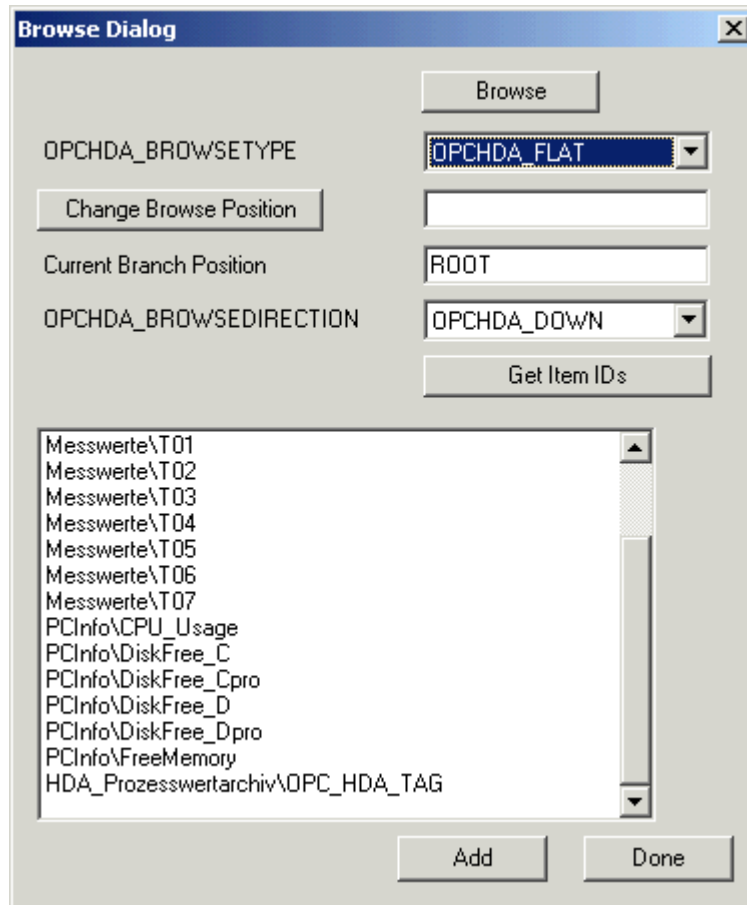 Browse Dialog
Browse
OPCHDA_BROWSETYPE OPCHDA_FLAT
Change Browse Position
Current Branch Position ROOT
OPCHDA_BROWSEDIRECTION OPCHDA_DOWN
Get Item IDs
Messwerte\T01
Messwerte\T02
Messwerte\T03
Messwerte\T04
Messwerte\T05
Messwerte\T06
Messwerte\T07
PCInfo\CPU_Usage
PCInfo\DiskFree_C
PCInfo\DiskFree_Cpro
PCInfo\DiskFree_D
PCInfo\DiskFree_Dpro
PCInfo\FreeMemory
HDA_Prozesswertarchiv\OPC_HDA_TAG
Add Done